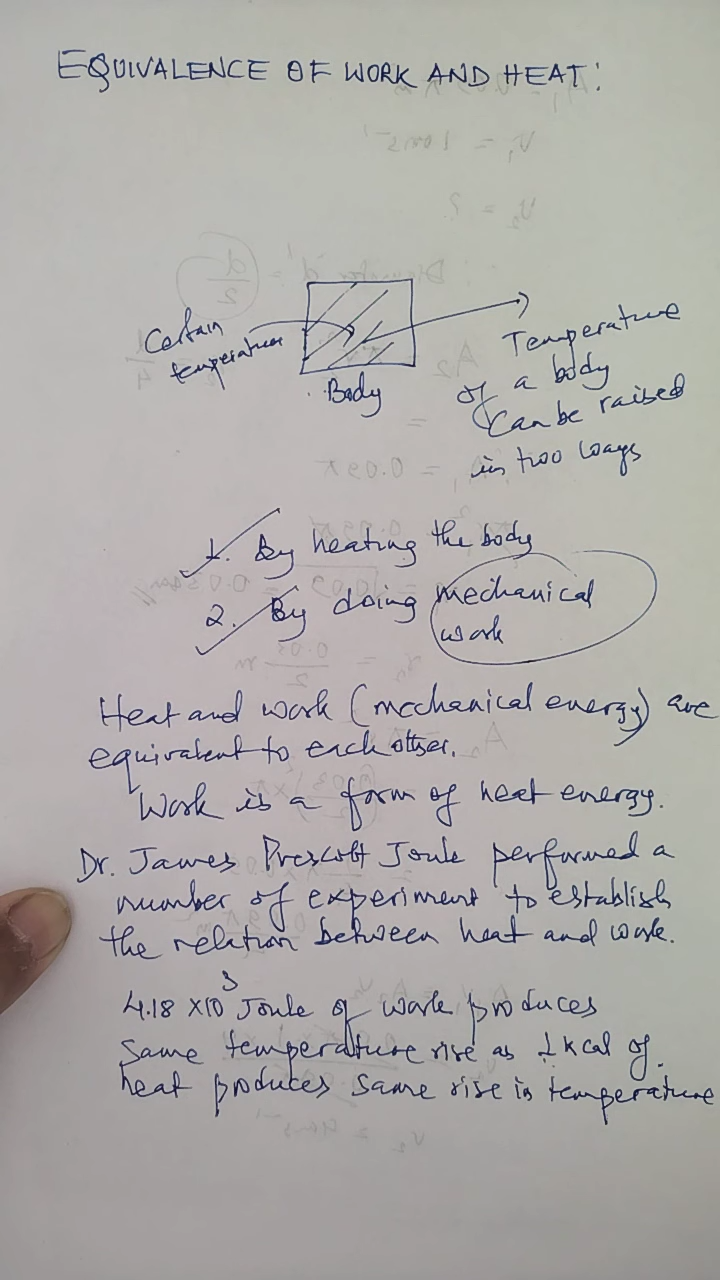 EQUIVALENCE OF WORK AND HEAT:
Certain
temperature
Body
Temperature
of a body
can be raised
in two ways
1. By heating the body
2. By doing mechanical
work
Heat and work (mechanical energy) are
equivalent to each other.
Work is a form of heat energy.
Dr. James Prescott Joule performed a
number of experiment to establish
the relation between heat and work.
4.18 X10³ Joule of work produces
same temperature rise as 1 kcal of
heat produces same rise in temperature